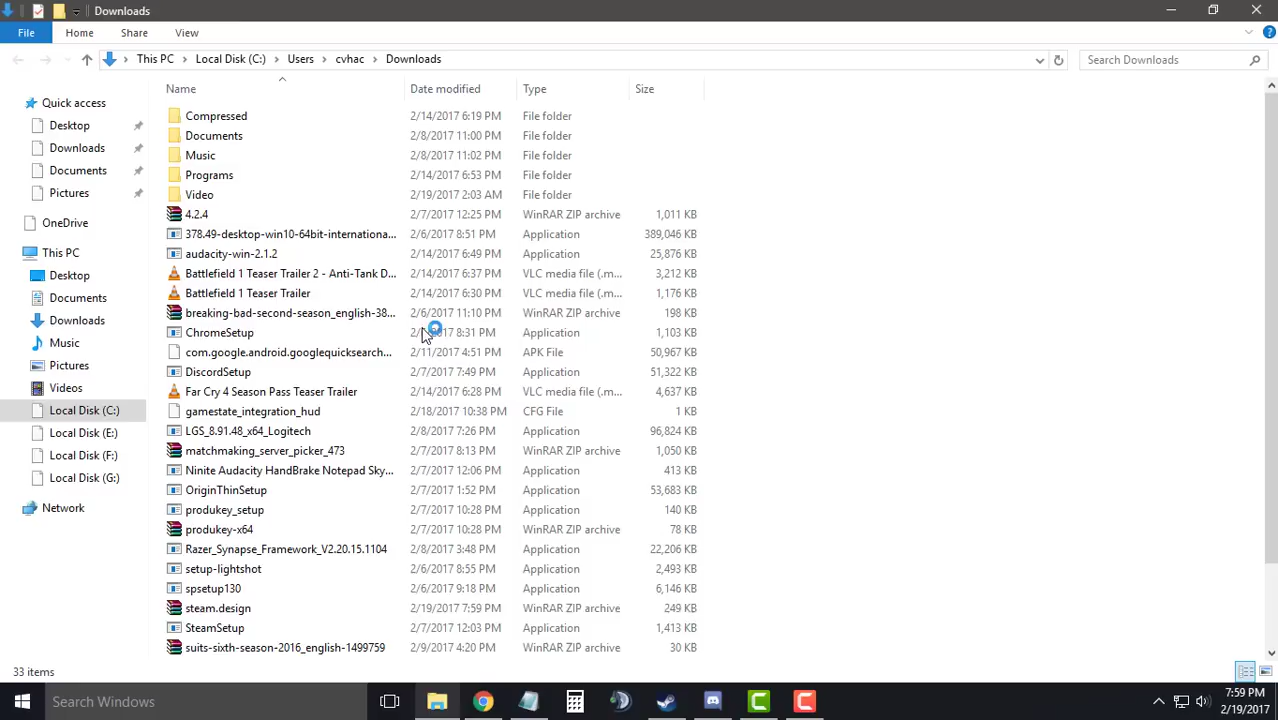 Downloads
File Home Share View
This PC Local Disk (C:) Users cvhac Downloads Search Downloads
Name Date modified Type Size
Quick access
Desktop
Downloads
Documents
Pictures
OneDrive
This PC
Desktop
Documents
Downloads
Music
Pictures
Videos
Local Disk (C:)
Local Disk (E:)
Local Disk (F:)
Local Disk (G:)
Network
Compressed 2/14/2017 6:19 PM File folder
Documents 2/8/2017 11:00 PM File folder
Music 2/8/2017 11:02 PM File folder
Programs 2/14/2017 6:53 PM File folder
Video 2/19/2017 2:03 AM File folder
4.2.4 2/7/2017 12:25 PM WinRAR ZIP archive 1,011 KB
378.49-desktop-win10-64bit-internationa... 2/6/2017 8:51 PM Application 389,046 KB
audacity-win-2.1.2 2/14/2017 6:49 PM Application 25,876 KB
Battlefield 1 Teaser Trailer 2 - Anti-Tank D... 2/14/2017 6:37 PM VLC media file (.m... 3,212 KB
Battlefield 1 Teaser Trailer 2/14/2017 6:30 PM VLC media file (.m... 1,176 KB
breaking-bad-second-season_english-38... 2/6/2017 11:10 PM WinRAR ZIP archive 198 KB
ChromeSetup 8:31 PM Application 1,103 KB
com.google.android.googlequicksearch... 2/11/2017 4:51 PM APK File 50,967 KB
DiscordSetup 2/7/2017 7:49 PM Application 51,322 KB
Far Cry 4 Season Pass Teaser Trailer 2/14/2017 6:28 PM VLC media file (.m... 4,637 KB
gamestate_integration_hud 2/18/2017 10:38 PM CFG File 1 KB
LGS_8.91.48_x64_Logitech 2/8/2017 7:26 PM Application 96,824 KB
matchmaking_server_picker_473 2/7/2017 8:13 PM WinRAR ZIP archive 1,050 KB
Ninite Audacity HandBrake Notepad Sky... 2/7/2017 12:06 PM Application 413 KB
OriginThinSetup 2/7/2017 1:52 PM Application 53,683 KB
produkey_setup 2/7/2017 10:28 PM Application 140 KB
produkey-x64 2/7/2017 10:28 PM WinRAR ZIP archive 78 KB
Razer_Synapse_Framework_V2.20.15.1104 2/8/2017 3:48 PM Application 22,206 KB
setup-lightshot 2/6/2017 8:55 PM Application 2,493 KB
spsetup130 2/6/2017 9:18 PM Application 6,146 KB
steam.design 2/19/2017 7:59 PM WinRAR ZIP archive 249 KB
SteamSetup 2/7/2017 12:03 PM Application 1,413 KB
suits-sixth-season-2016_english-1499759 2/9/2017 4:20 PM WinRAR ZIP archive 30 KB
33 items
Search Windows
7:59 PM
2/19/2017